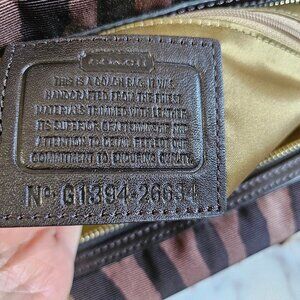 COACH
THIS IS A COACH BAG. IT WAS
HANDCRAFTED FROM THE FINEST
MATERIALS TRIMMED WITH LEATHER.
ITS SUPERIOR CRAFTSMANSHIP AND
ATTENTION TO DETAIL REFLECT OUR
COMMITMENT TO ENDURING QUALITY.
Nº G1394-26634